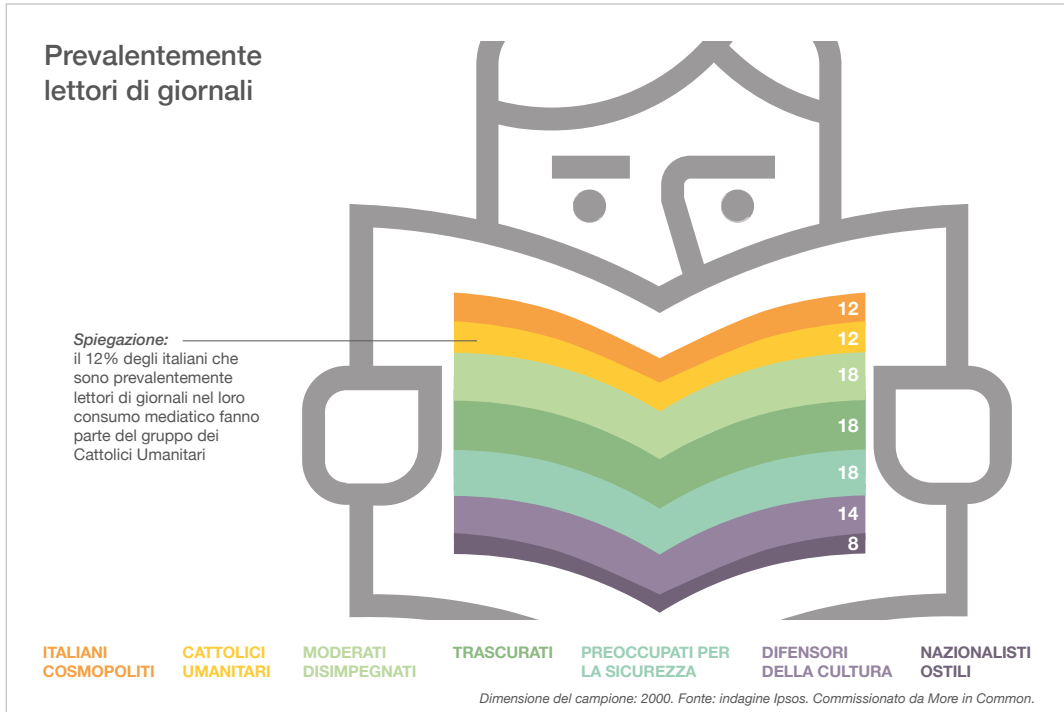 Prevalentemente
lettori di giornali
Spiegazione:
il 12% degli italiani che
sono prevalentemente
lettori di giornali nel loro
consumo mediatico fanno
parte del gruppo dei
Cattolici Umanitari
12
12
18
18
18
14
8
ITALIANI
COSMOPOLITI
CATTOLICI
UMANITARI
MODERATI
DISIMPEGNATI
TRASCURATI
PREOCCUPATI PER
LA SICUREZZA
DIFENSORI
DELLA CULTURA
NAZIONALISTI
OSTILI
Dimensione del campione: 2000. Fonte: indagine Ipsos. Commissionato da More in Common.